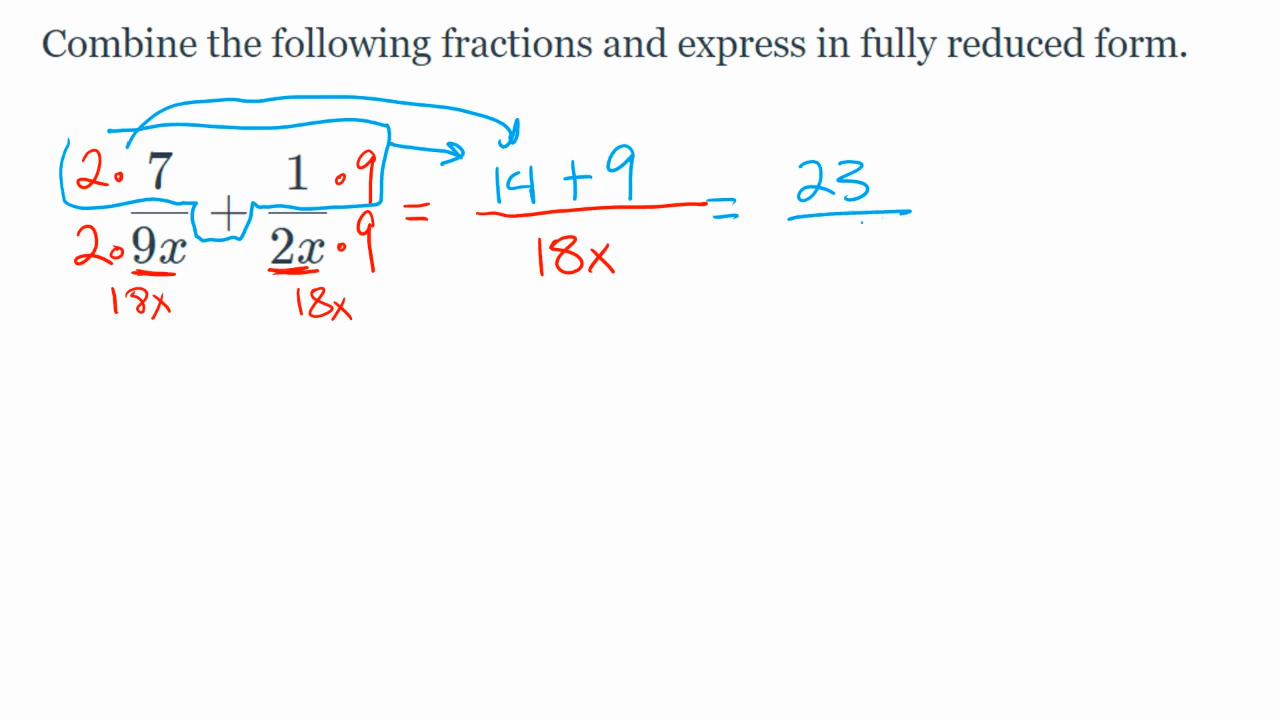 Combine the following fractions and express in fully reduced form.
2· 7 1 ·9 14 + 9 23
+ = =
2· 9x 2x ·9 18x
18x 18x